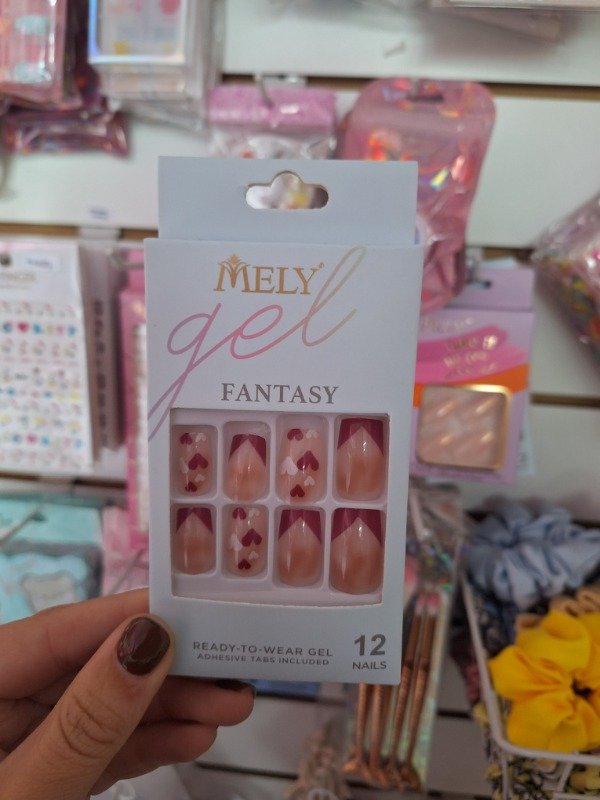 MELY®
gel
FANTASY
READY-TO-WEAR GEL
ADHESIVE TABS INCLUDED
12
NAILS